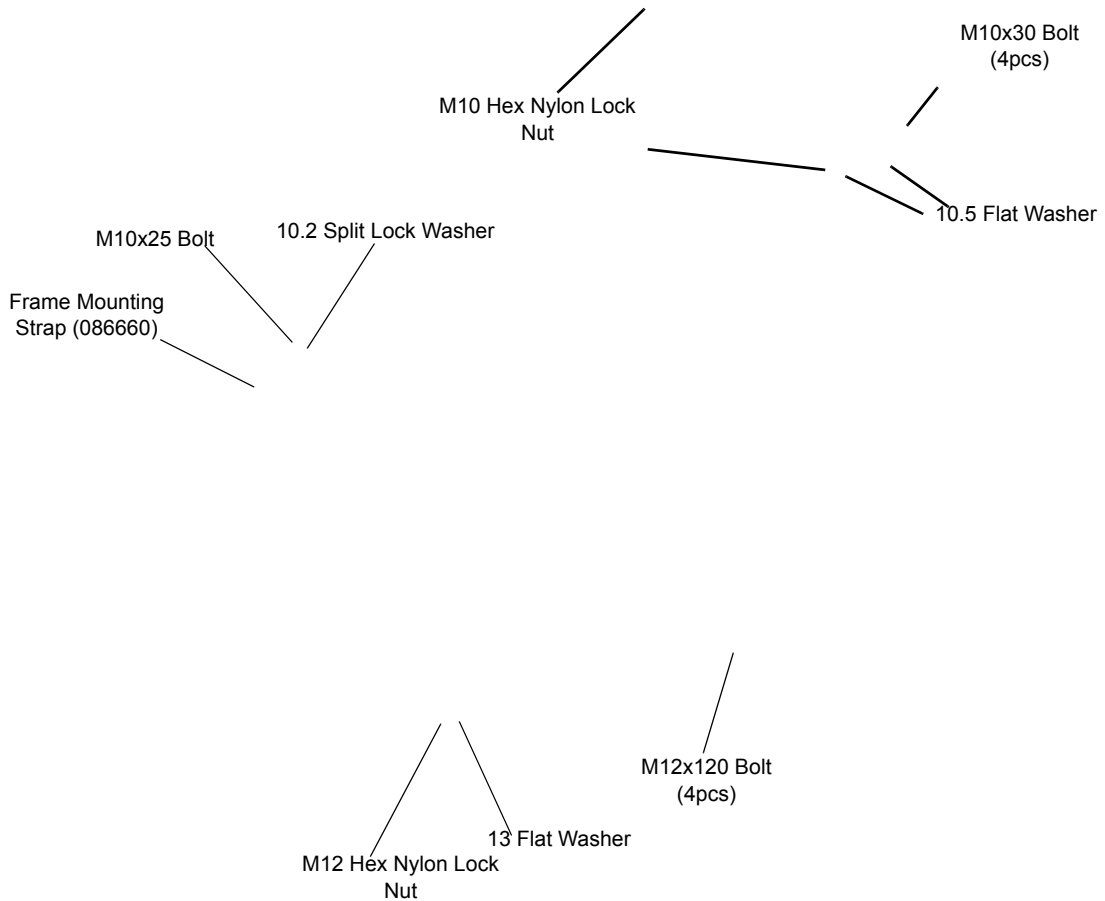 M10x30 Bolt
(4pcs)
M10 Hex Nylon Lock
Nut
10.5 Flat Washer
M10x25 Bolt
10.2 Split Lock Washer
Frame Mounting
Strap (086660)
M12x120 Bolt
(4pcs)
13 Flat Washer
M12 Hex Nylon Lock
Nut